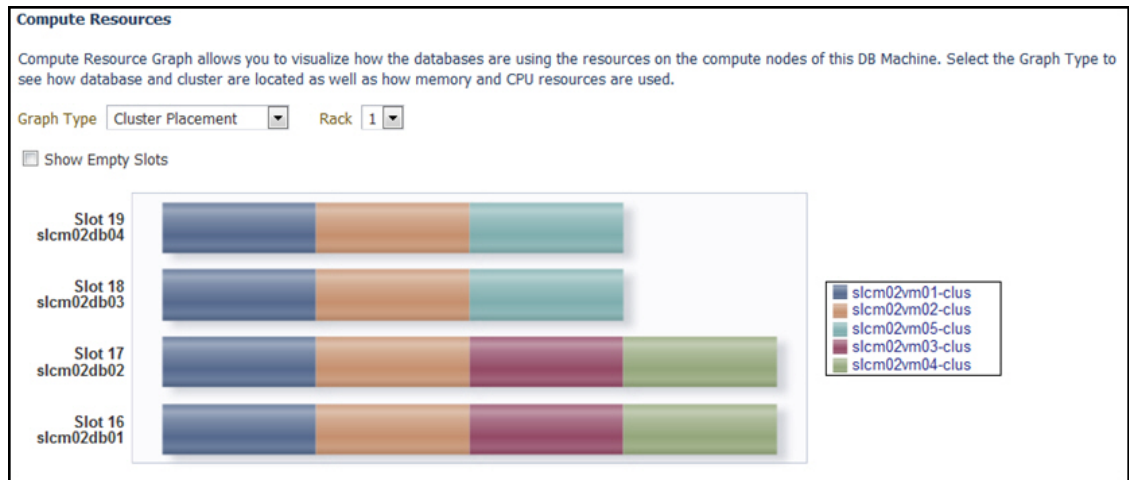 Compute Resources
Compute Resource Graph allows you to visualize how the databases are using the resources on the compute nodes of this DB Machine. Select the Graph Type to
see how database and cluster are located as well as how memory and CPU resources are used.
Graph Type Cluster Placement Rack 1
Show Empty Slots
Slot 19
slcm02db04
Slot 18
slcm02db03
Slot 17
slcm02db02
Slot 16
slcm02db01
slcm02vm01-clus
slcm02vm02-clus
slcm02vm05-clus
slcm02vm03-clus
slcm02vm04-clus